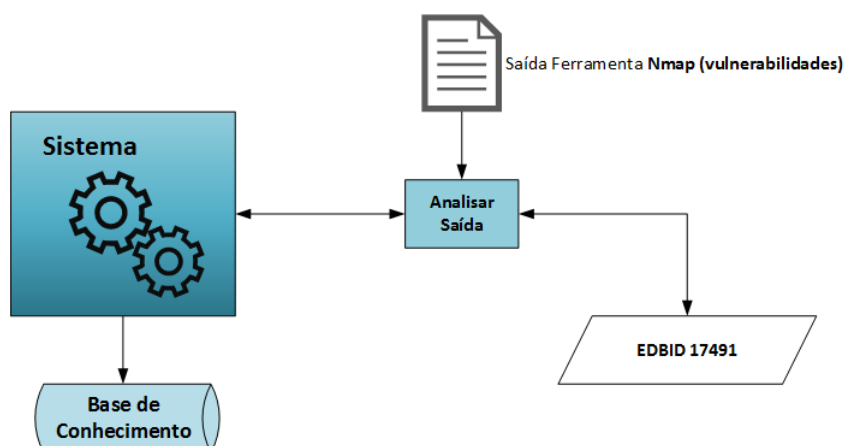 Saída Ferramenta Nmap (vulnerabilidades)
Sistema
Analisar
Saída
EDBID 17491
Base de
Conhecimento